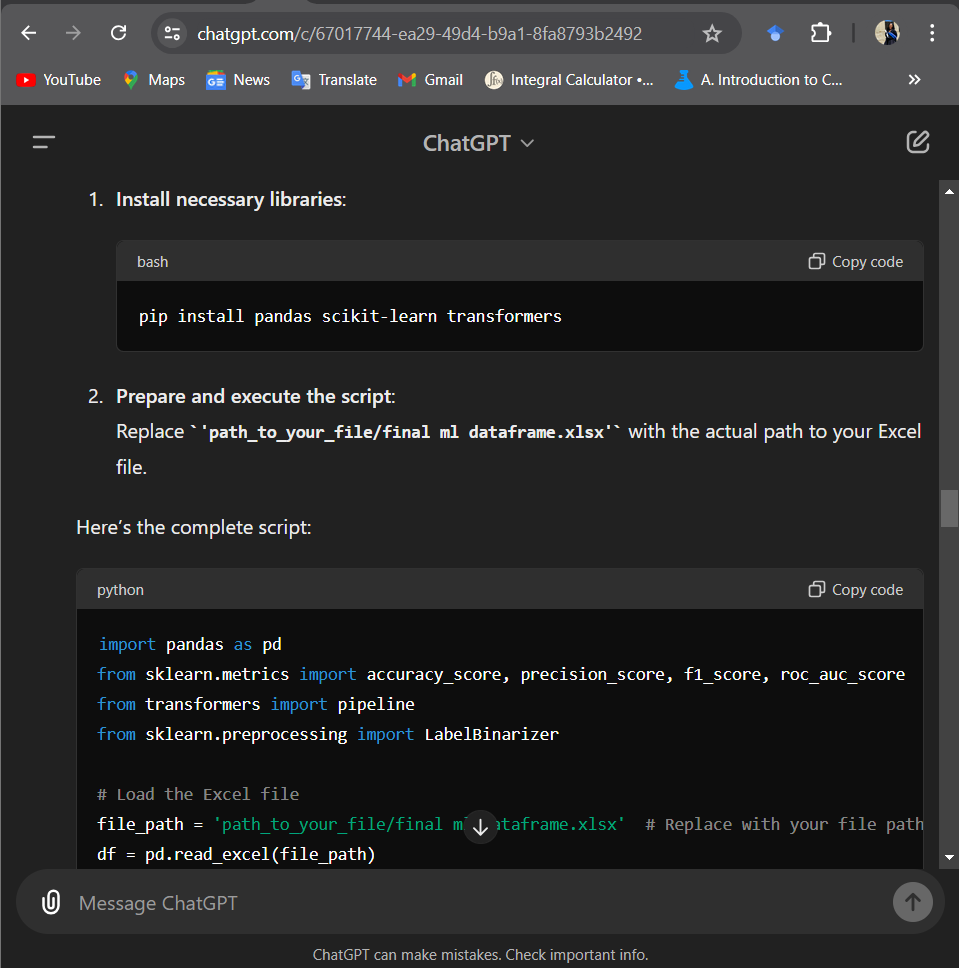 chatgpt.com/c/67017744-ea29-49d4-b9a1-8fa8793b2492
YouTube Maps News Translate Gmail Integral Calculator •... A. Introduction to C... »
ChatGPT
1. Install necessary libraries:
bash Copy code
pip install pandas scikit-learn transformers
2. Prepare and execute the script:
Replace `'path_to_your_file/final ml dataframe.xlsx'` with the actual path to your Excel
file.
Here's the complete script:
python Copy code
import pandas as pd
from sklearn.metrics import accuracy_score, precision_score, f1_score, roc_auc_score
from transformers import pipeline
from sklearn.preprocessing import LabelBinarizer
# Load the Excel file
file_path = 'path_to_your_file/final ml dataframe.xlsx' # Replace with your file path
df = pd.read_excel(file_path)
Message ChatGPT
ChatGPT can make mistakes. Check important info.